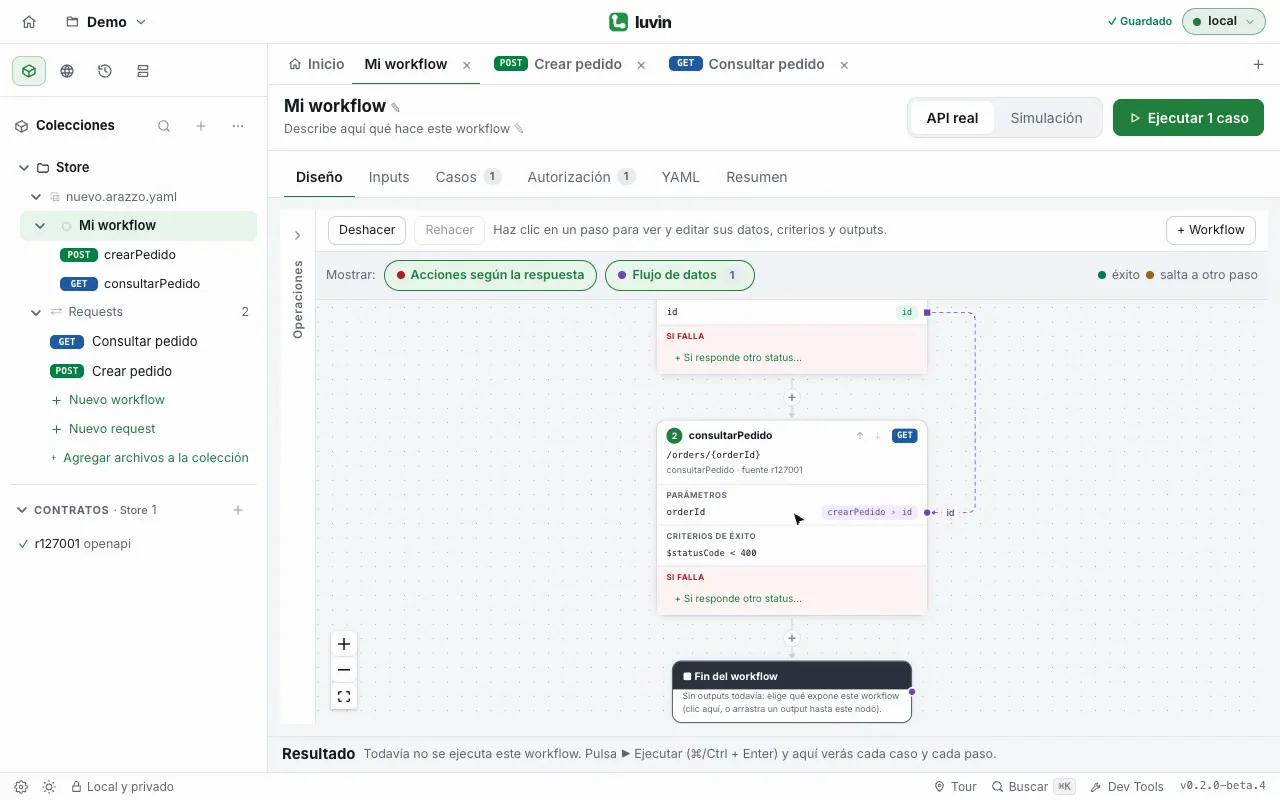 Demo
luvin
Guardado
local
Inicio
Mi workflow
POST Crear pedido
GET Consultar pedido
Colecciones
Mi workflow
Describe aquí qué hace este workflow
API real
Simulación
Ejecutar 1 caso
Store
nuevo.arazzo.yaml
Mi workflow
POST crearPedido
GET consultarPedido
Requests 2
GET Consultar pedido
POST Crear pedido
+ Nuevo workflow
+ Nuevo request
+ Agregar archivos a la colección
CONTRATOS · Store 1
r127001 openapi
Diseño
Inputs
Casos 1
Autorización 1
YAML
Resumen
Deshacer
Rehacer
Haz clic en un paso para ver y editar sus datos, criterios y outputs.
+ Workflow
Operaciones
Mostrar:
Acciones según la respuesta
Flujo de datos 1
éxito
salta a otro paso
id id
SI FALLA
+ Si responde otro status...
2 consultarPedido ↑ ↓ GET
/orders/{orderId}
consultarPedido · fuente r127001
PARÁMETROS
orderId crearPedido › id
id
CRITERIOS DE ÉXITO
$statusCode < 400
SI FALLA
+ Si responde otro status...
Fin del workflow
Sin outputs todavía: elige qué expone este workflow
(clic aquí, o arrastra un output hasta este nodo).
Resultado Todavía no se ejecuta este workflow. Pulsa ▶ Ejecutar (⌘/Ctrl + Enter) y aquí verás cada caso y cada paso.
Local y privado
Tour
Buscar ⌘K
Dev Tools
v0.2.0-beta.4